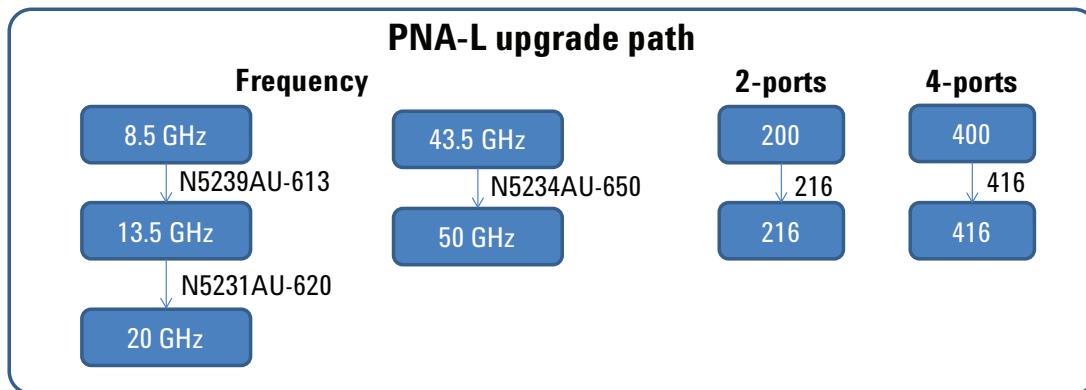 PNA-L upgrade path
Frequency
2-ports
4-ports
8.5 GHz
N5239AU-613
13.5 GHz
N5231AU-620
20 GHz
43.5 GHz
N5234AU-650
50 GHz
200
216
216
400
416
416